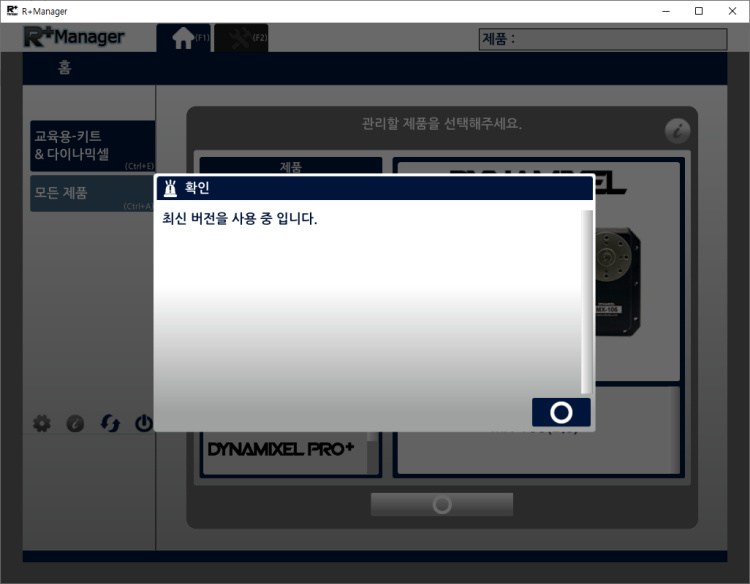 R+Manager
R+Manager
(F1)
(F2)
제품 :
홈
교육용-키트
& 다이나믹셀
(Ctrl+E)
모든 제품
(Ctrl+A)
관리할 제품을 선택해주세요.
제품
확인
최신 버전을 사용 중 입니다.
MX-106
DYNAMIXEL PRO+